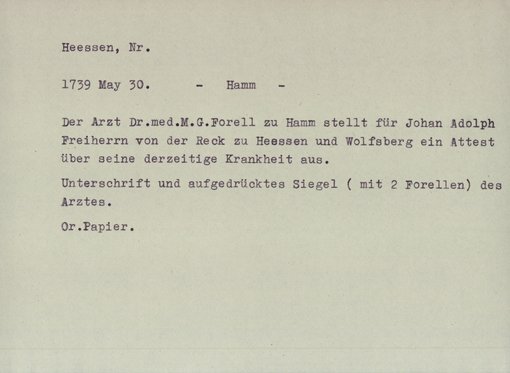 Heessen, Nr.
1739 May 30. - Hamm -
Der Arzt Dr.med.M.G.Forell zu Hamm stellt für Johan Adolph
Freiherrn von der Reck zu Heessen und Wolfsberg ein Attest
über seine derzeitige Krankheit aus.
Unterschrift und aufgedrücktes Siegel ( mit 2 Forellen) des
Arztes.
Or.Papier.